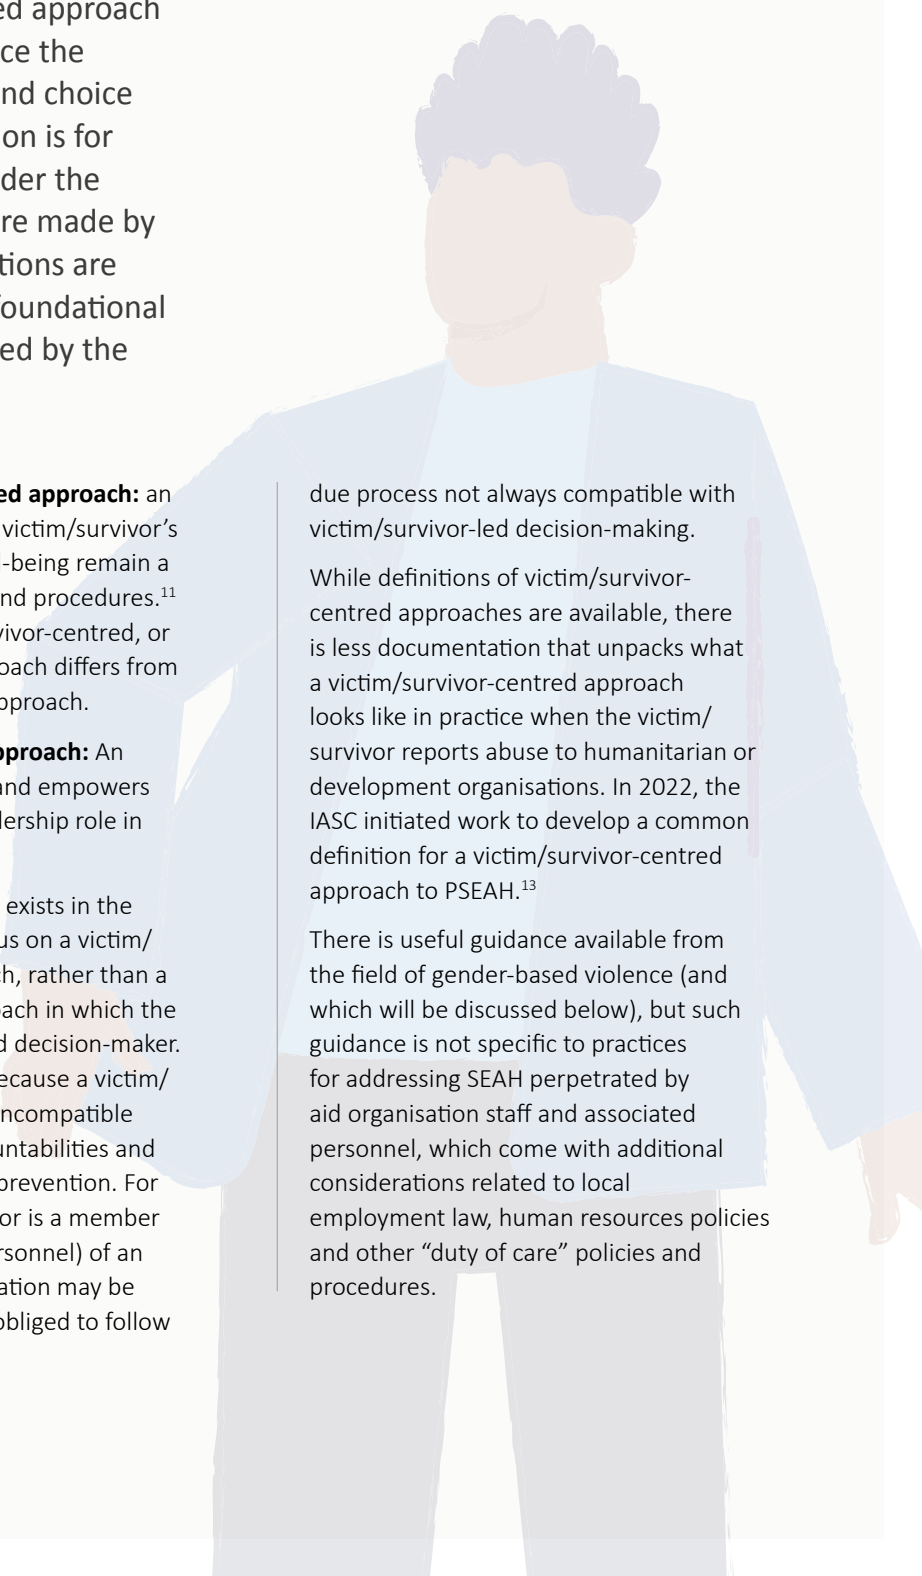 ed approach
ce the
nd choice
on is for
der the
re made by
tions are
foundational
ed by the
ed approach: an
victim/survivor’s
-being remain a
nd procedures.11
vivor-centred, or
oach differs from
pproach.
pproach: An
and empowers
dership role in
exists in the
us on a victim/
ch, rather than a
oach in which the
d decision-maker.
ecause a victim/
incompatible
untabilities and
prevention. For
or is a member
rsonnel) of an
ation may be
obliged to follow
due process not always compatible with
victim/survivor-led decision-making.
While definitions of victim/survivor-
centred approaches are available, there
is less documentation that unpacks what
a victim/survivor-centred approach
looks like in practice when the victim/
survivor reports abuse to humanitarian or
development organisations. In 2022, the
IASC initiated work to develop a common
definition for a victim/survivor-centred
approach to PSEAH.13
There is useful guidance available from
the field of gender-based violence (and
which will be discussed below), but such
guidance is not specific to practices
for addressing SEAH perpetrated by
aid organisation staff and associated
personnel, which come with additional
considerations related to local
employment law, human resources policies
and other “duty of care” policies and
procedures.